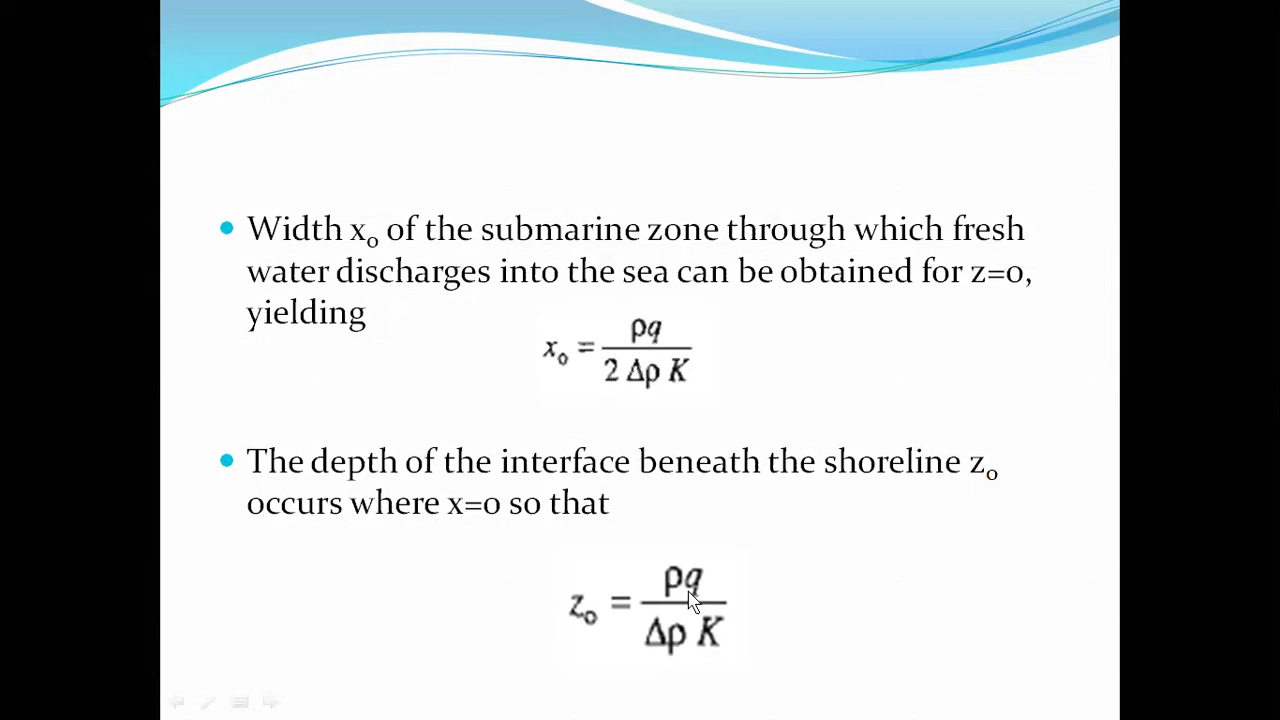 • Width x₀ of the submarine zone through which fresh
water discharges into the sea can be obtained for z=0,
yielding
x₀ = ρq / 2 Δρ K
• The depth of the interface beneath the shoreline z₀
occurs where x=0 so that
z₀ = ρq / Δρ K